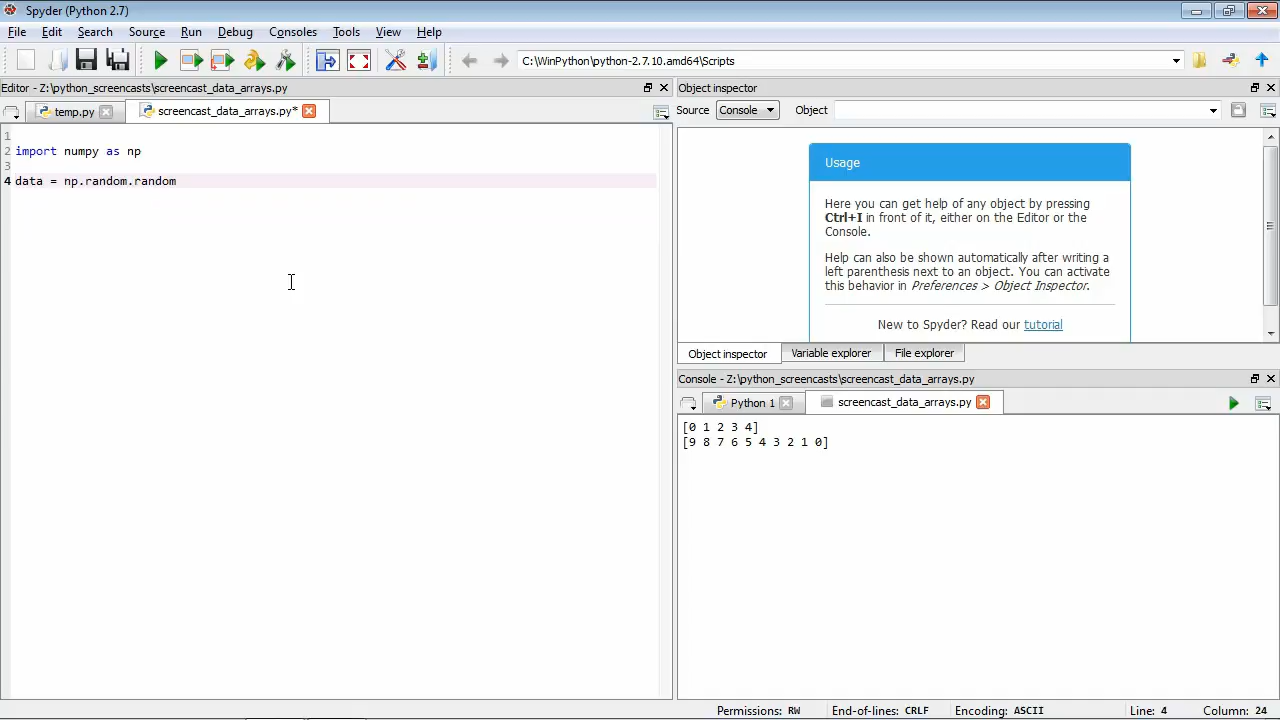 Spyder (Python 2.7)
File Edit Search Source Run Debug Consoles Tools View Help
C:\WinPython\python-2.7.10.amd64\Scripts
Editor - Z:\python_screencasts\screencast_data_arrays.py
temp.py screencast_data_arrays.py*
1
2 import numpy as np
3
4 data = np.random.random
Object inspector
Source Console Object
Usage
Here you can get help of any object by pressing
Ctrl+I in front of it, either on the Editor or the
Console.
Help can also be shown automatically after writing a
left parenthesis next to an object. You can activate
this behavior in Preferences > Object Inspector.
New to Spyder? Read our tutorial
Object inspector Variable explorer File explorer
Console - Z:\python_screencasts\screencast_data_arrays.py
Python 1 screencast_data_arrays.py
[0 1 2 3 4]
[9 8 7 6 5 4 3 2 1 0]
Permissions: RW End-of-lines: CRLF Encoding: ASCII Line: 4 Column: 24